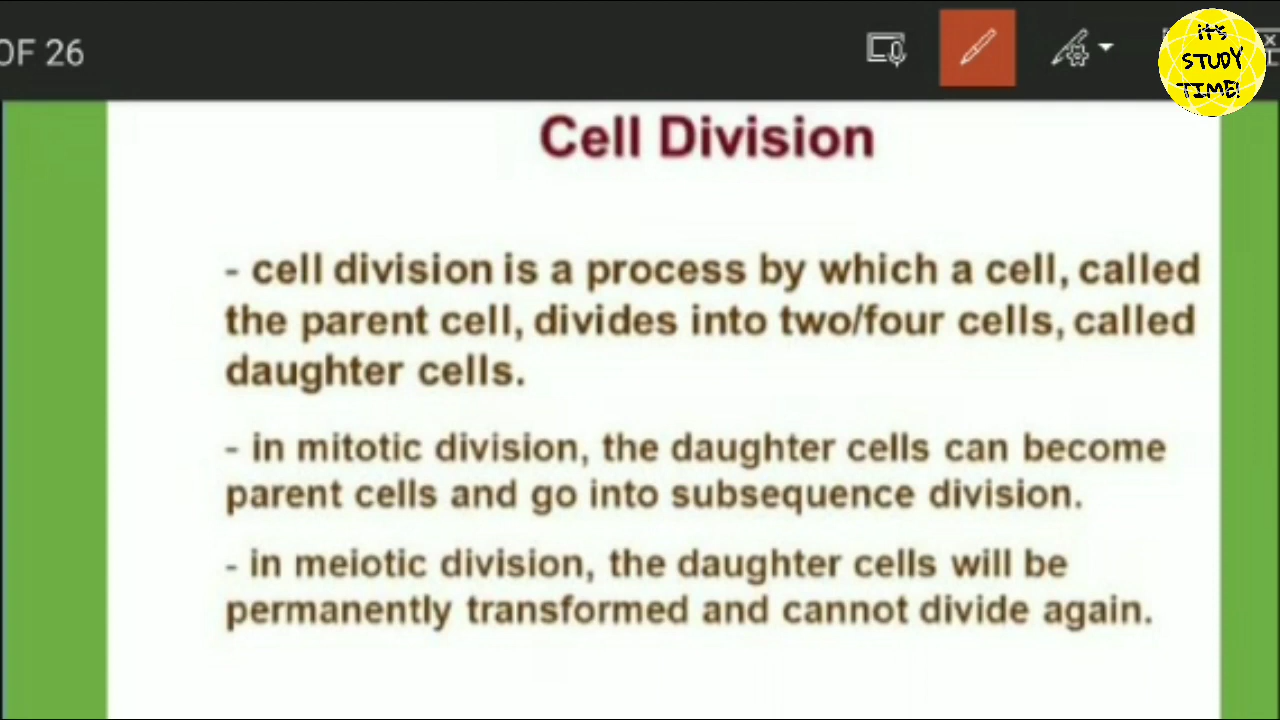 OF 26
iT's
STUDY
TIME!
Cell Division
- cell division is a process by which a cell, called
the parent cell, divides into two/four cells, called
daughter cells.
- in mitotic division, the daughter cells can become
parent cells and go into subsequence division.
- in meiotic division, the daughter cells will be
permanently transformed and cannot divide again.